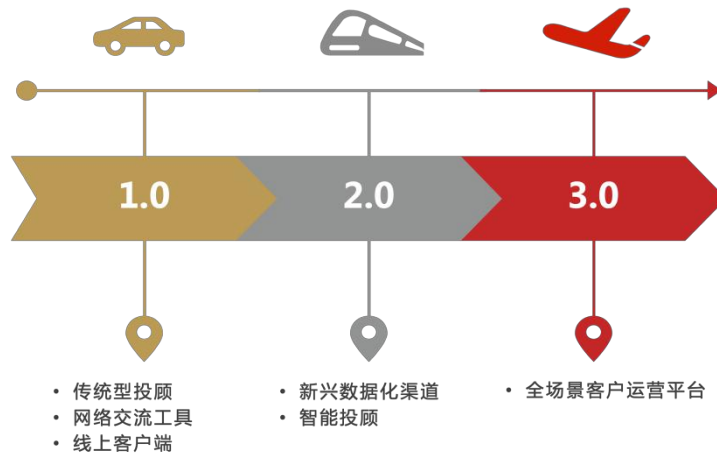 1.0
2.0
3.0
• 传统型投顾
• 网络交流工具
• 线上客户端
• 新兴数据化渠道
• 智能投顾
• 全场景客户运营平台